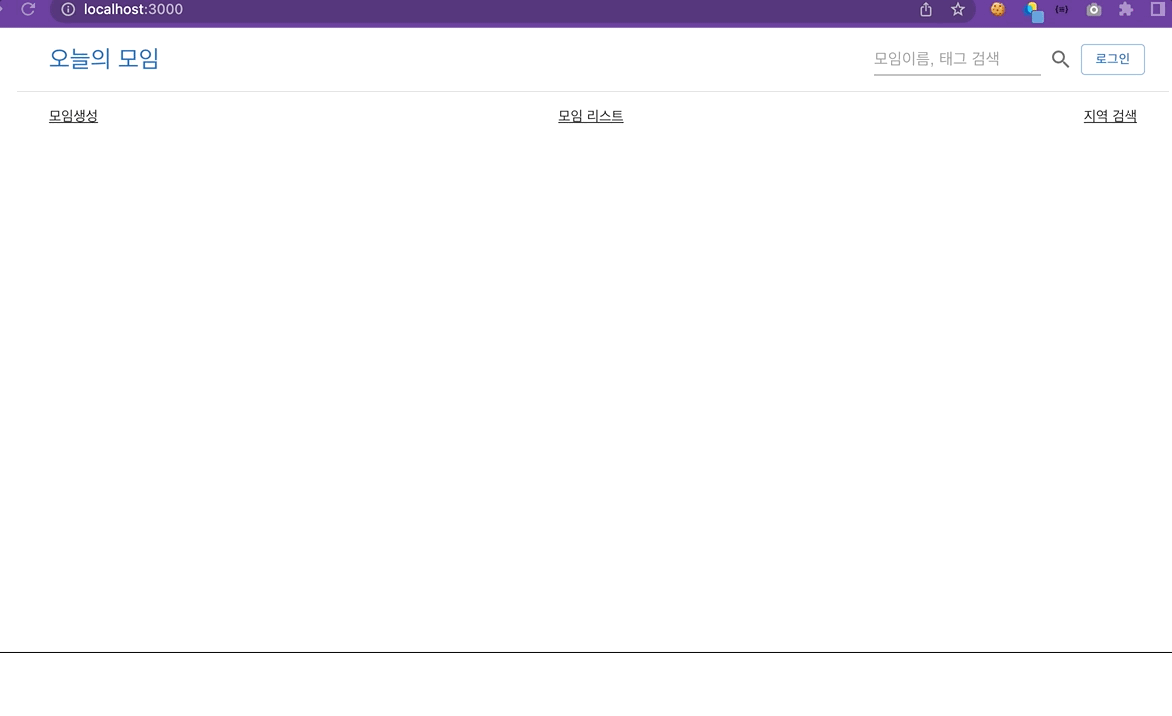 localhost:3000
오늘의 모임
모임이름, 태그 검색
로그인
모임생성
모임 리스트
지역 검색